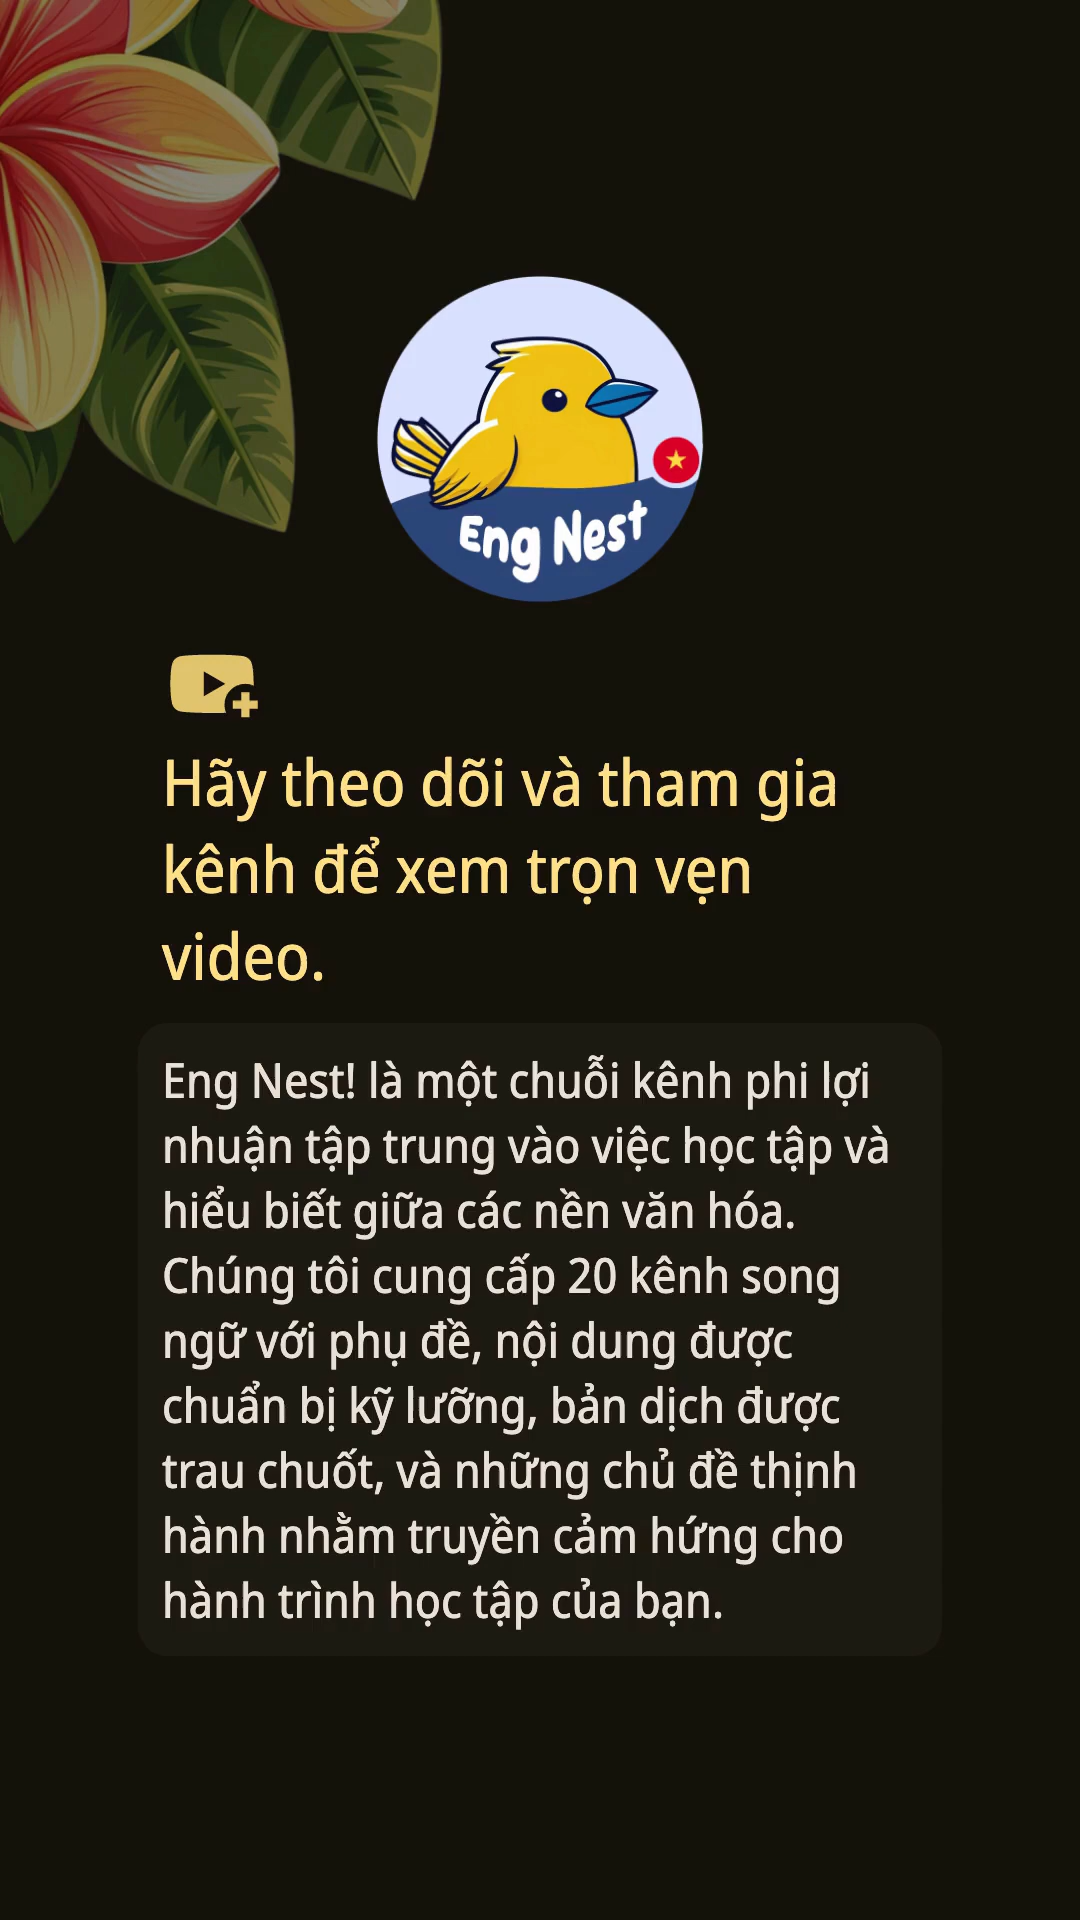 Eng Nest
Hãy theo dõi và tham gia
kênh để xem trọn vẹn
video.
Eng Nest! là một chuỗi kênh phi lợi
nhuận tập trung vào việc học tập và
hiểu biết giữa các nền văn hóa.
Chúng tôi cung cấp 20 kênh song
ngữ với phụ đề, nội dung được
chuẩn bị kỹ lưỡng, bản dịch được
trau chuốt, và những chủ đề thịnh
hành nhằm truyền cảm hứng cho
hành trình học tập của bạn.